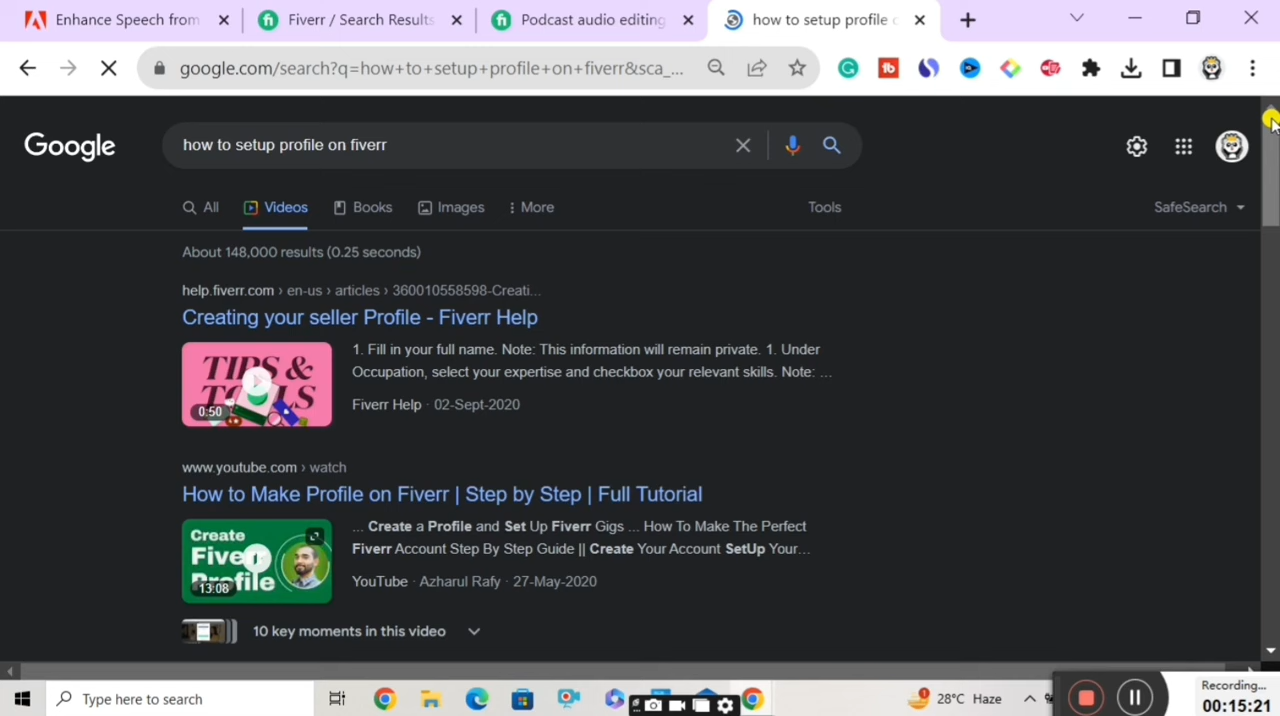 Enhance Speech from
Fiverr / Search Results
Podcast audio editing
how to setup profile o
google.com/search?q=how+to+setup+profile+on+fiverr&sca_...
Google
how to setup profile on fiverr
All
Videos
Books
Images
More
Tools
SafeSearch
About 148,000 results (0.25 seconds)
help.fiverr.com › en-us › articles › 360010558598-Creati...
Creating your seller Profile - Fiverr Help
TIPS &
TOOLS
0:50
1. Fill in your full name. Note: This information will remain private. 1. Under
Occupation, select your expertise and checkbox your relevant skills. Note: ...
Fiverr Help · 02-Sept-2020
www.youtube.com › watch
How to Make Profile on Fiverr | Step by Step | Full Tutorial
Create
Fiverr
Profile
13:08
... Create a Profile and Set Up Fiverr Gigs ... How To Make The Perfect
Fiverr Account Step By Step Guide || Create Your Account SetUp Your...
YouTube · Azharul Rafy · 27-May-2020
10 key moments in this video
Type here to search
28°C Haze
Recording...
00:15:21